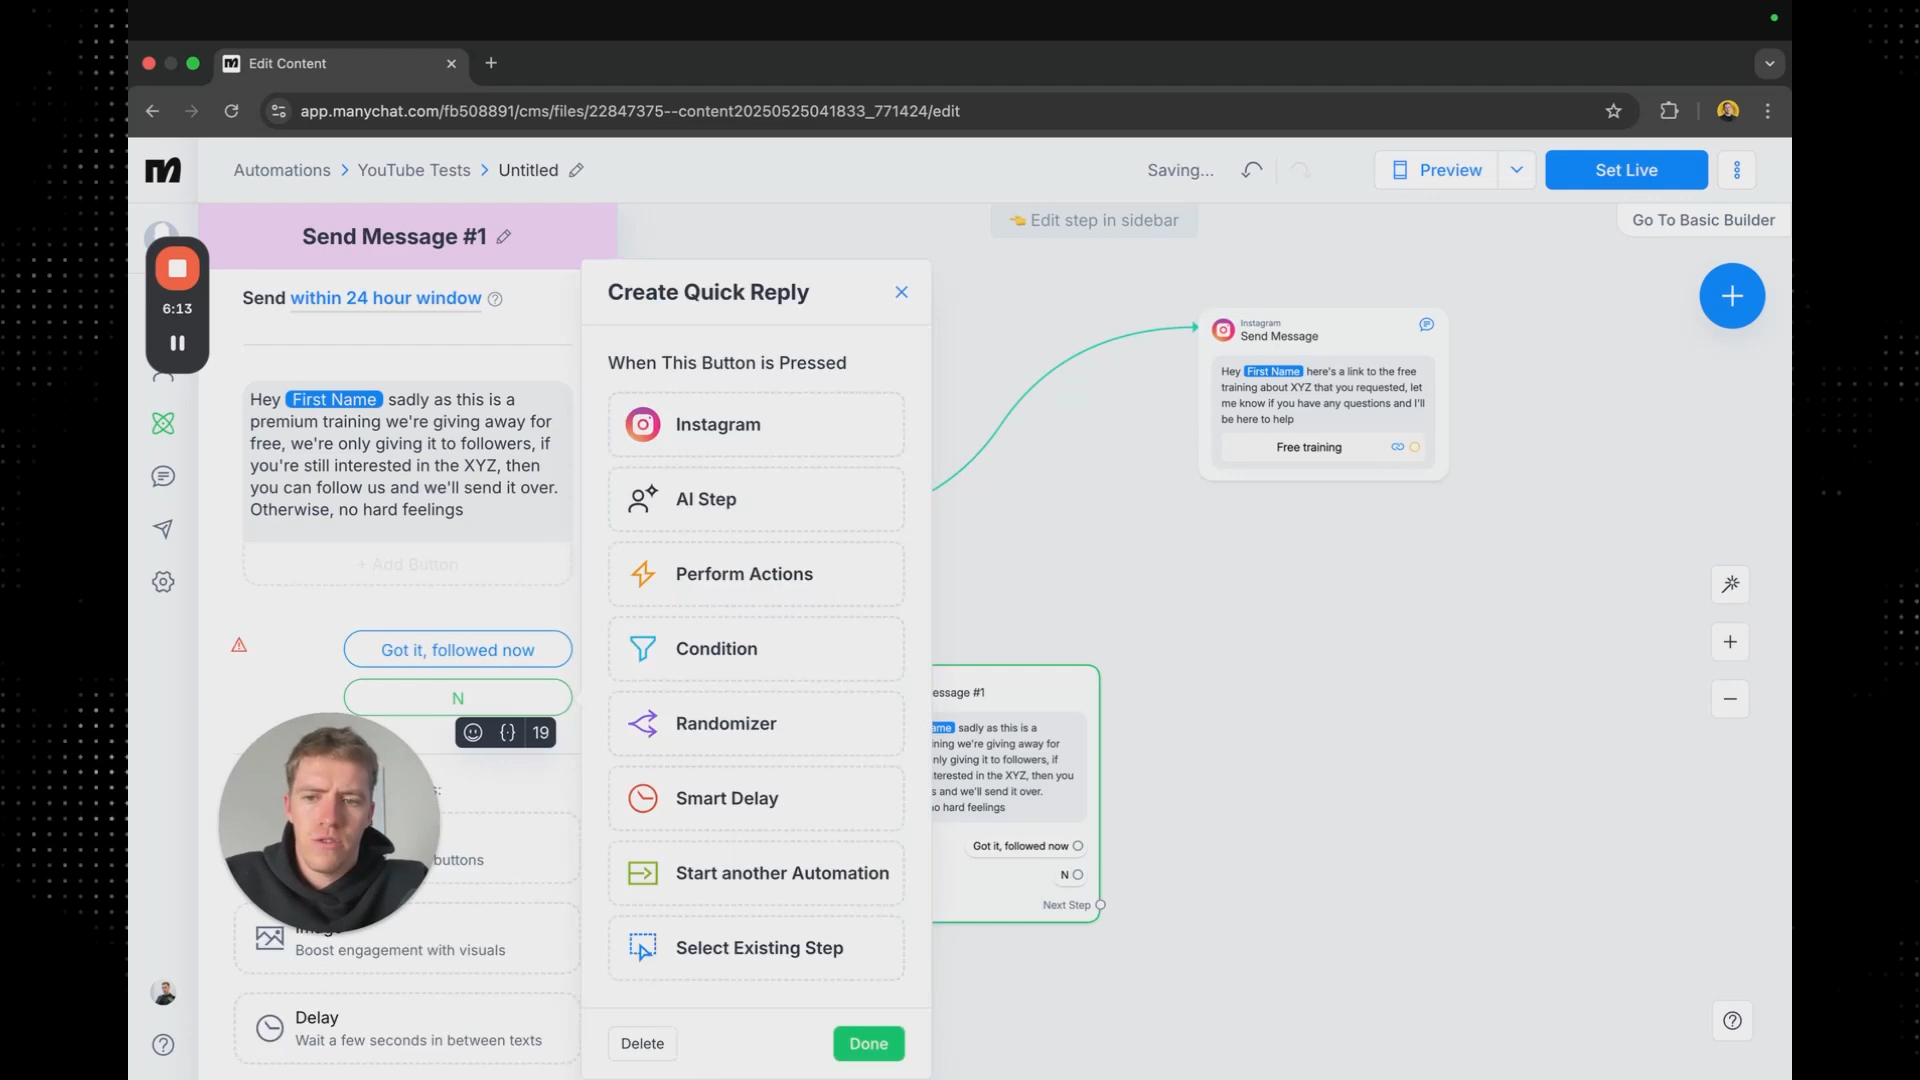 Edit Content
app.manychat.com/fb508891/cms/files/22847375--content20250525041833_771424/edit
Automations
YouTube Tests
Untitled
Saving...
Preview
Set Live
Send Message #1
👈 Edit step in sidebar
Go To Basic Builder
6:13
Send within 24 hour window
Hey First Name sadly as this is a
premium training we're giving away for
free, we're only giving it to followers, if
you're still interested in the XYZ, then
you can follow us and we'll send it over.
Otherwise, no hard feelings
+ Add Button
Got it, followed now
N
{·} 19
s:
buttons
Image
Boost engagement with visuals
Delay
Wait a few seconds in between texts
Create Quick Reply
When This Button is Pressed
Instagram
AI Step
Perform Actions
Condition
Randomizer
Smart Delay
Start another Automation
Select Existing Step
Delete
Done
Instagram
Send Message
Hey First Name here's a link to the free
training about XYZ that you requested, let
me know if you have any questions and I'll
be here to help
Free training
essage #1
ame sadly as this is a
ining we're giving away for
nly giving it to followers, if
terested in the XYZ, then you
s and we'll send it over.
no hard feelings
Got it, followed now
N
Next Step